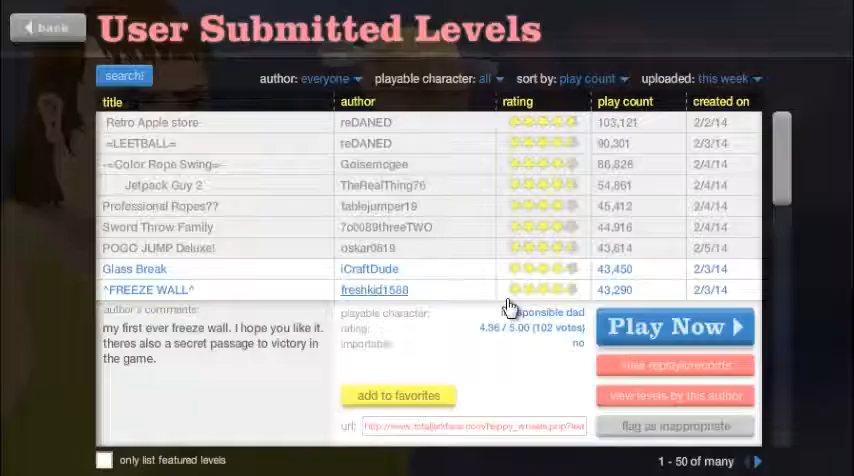 back
User Submitted Levels
search!
author: everyone playable character: all sort by: play count uploaded: this week
title author rating play count created on
Retro Apple store reDANED 103,121 2/2/14
=LEETBALL= reDANED 90,301 2/3/14
-=Color Rope Swing=- Goisemogee 86,826 2/4/14
Jetpack Guy 2 TheRealThing76 54,861 2/4/14
Professional Ropes?? tablejumper19 45,412 2/4/14
Sword Throw Family 7o0089threeTWO 44,916 2/4/14
POGO JUMP Deluxe! oskar0619 43,614 2/5/14
Glass Break iCraftDude 43,450 2/3/14
^FREEZE WALL^ freshkid1588 43,290 2/3/14
author's comments:
my first ever freeze wall. I hope you like it.
theres also a secret passage to victory in
the game.
playable character: responsible dad
rating: 4.36 / 5.00 (102 votes)
importable: no
add to favorites
url:
Play Now
view replays/records
view levels by this author
flag as inappropriate
only list featured levels
1 - 50 of many